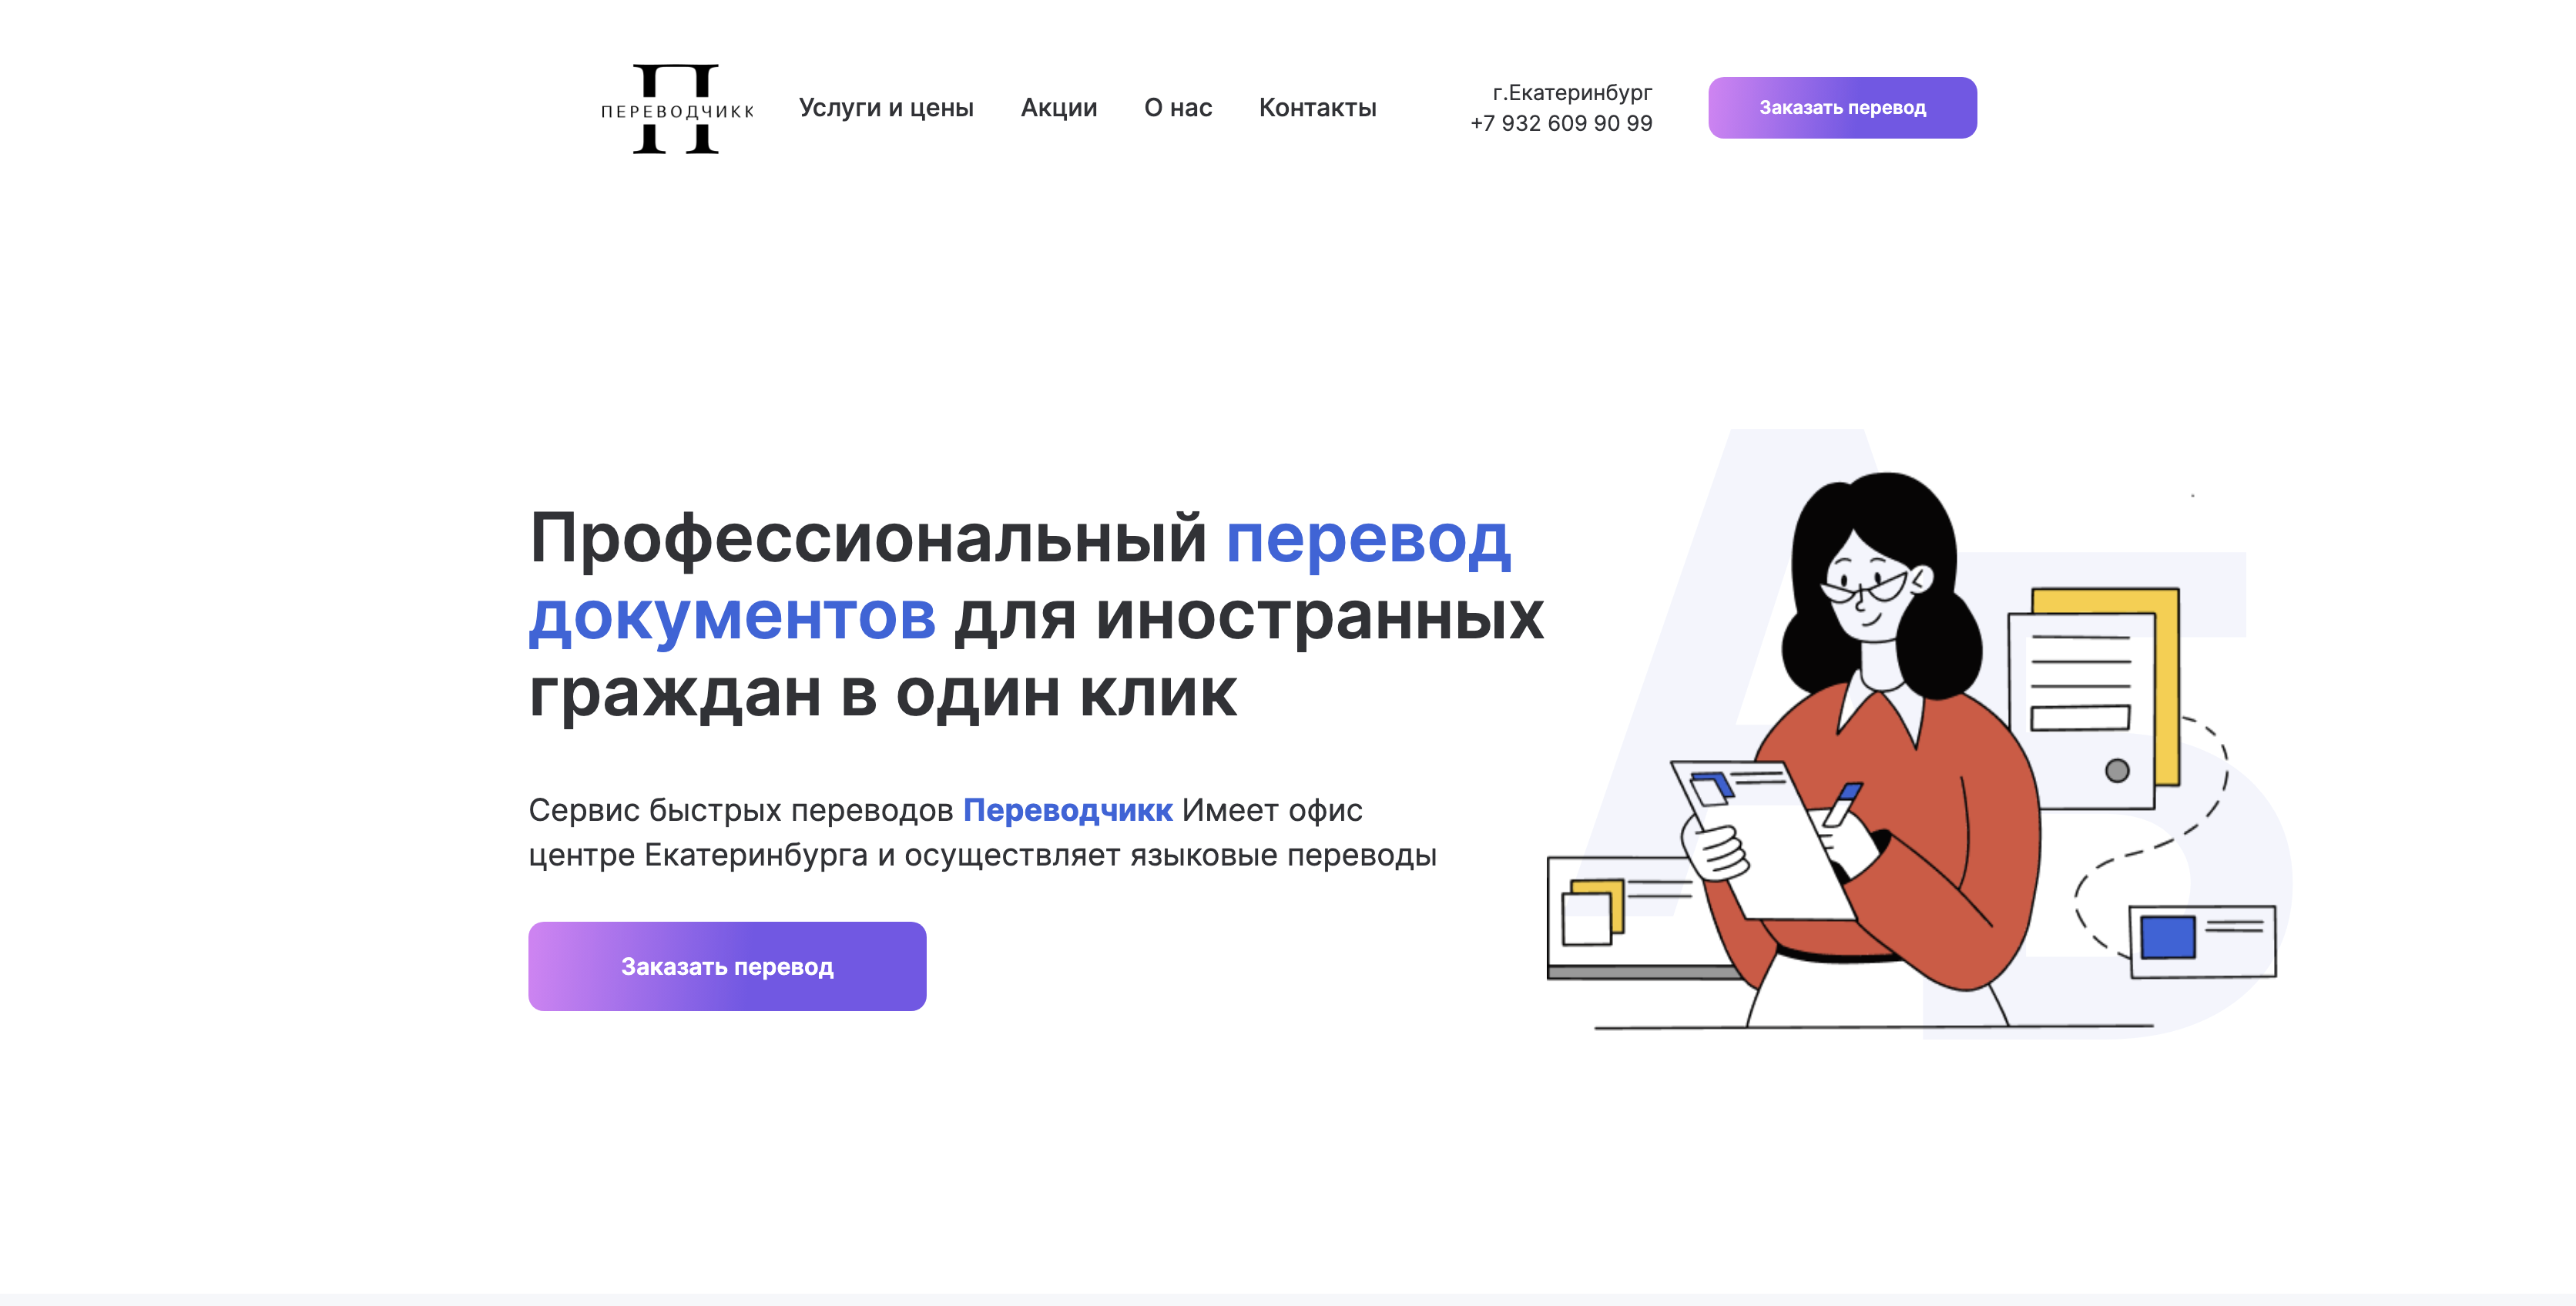 П
ПЕРЕВОДЧИКК
Услуги и цены
Акции
О нас
Контакты
г.Екатеринбург
+7 932 609 90 99
Заказать перевод
Профессиональный перевод
документов для иностранных
граждан в один клик
Сервис быстрых переводов Переводчикк Имеет офис
центре Екатеринбурга и осуществляет языковые переводы
Заказать перевод
А
Б